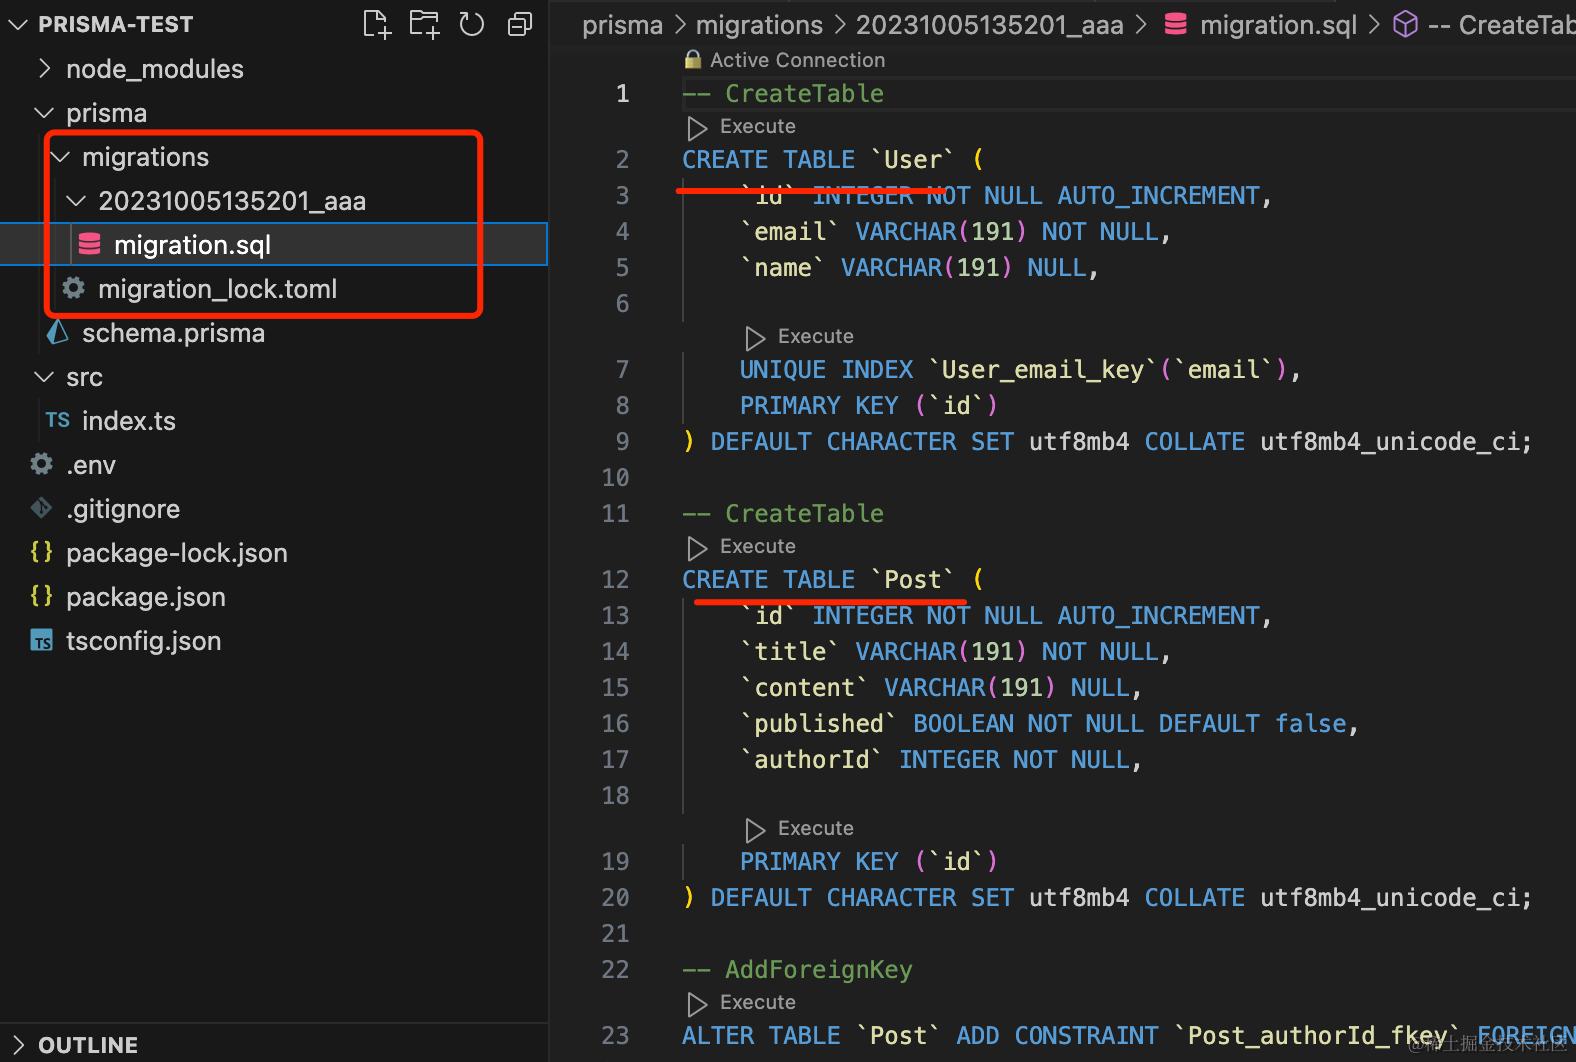 PRISMA-TEST
node_modules
prisma
migrations
20231005135201_aaa
migration.sql
migration_lock.toml
schema.prisma
src
TS index.ts
.env
.gitignore
{} package-lock.json
{} package.json
TS tsconfig.json
OUTLINE
prisma > migrations > 20231005135201_aaa > migration.sql > -- CreateTab
Active Connection
1 -- CreateTable
Execute
2 CREATE TABLE `User` (
3 `id` INTEGER NOT NULL AUTO_INCREMENT,
4 `email` VARCHAR(191) NOT NULL,
5 `name` VARCHAR(191) NULL,
6
Execute
7 UNIQUE INDEX `User_email_key`(`email`),
8 PRIMARY KEY (`id`)
9 ) DEFAULT CHARACTER SET utf8mb4 COLLATE utf8mb4_unicode_ci;
10
11 -- CreateTable
Execute
12 CREATE TABLE `Post` (
13 `id` INTEGER NOT NULL AUTO_INCREMENT,
14 `title` VARCHAR(191) NOT NULL,
15 `content` VARCHAR(191) NULL,
16 `published` BOOLEAN NOT NULL DEFAULT false,
17 `authorId` INTEGER NOT NULL,
18
Execute
19 PRIMARY KEY (`id`)
20 ) DEFAULT CHARACTER SET utf8mb4 COLLATE utf8mb4_unicode_ci;
21
22 -- AddForeignKey
Execute
23 ALTER TABLE `Post` ADD CONSTRAINT `Post_authorId_fkey` FOREIGN
@稀土掘金技术社区